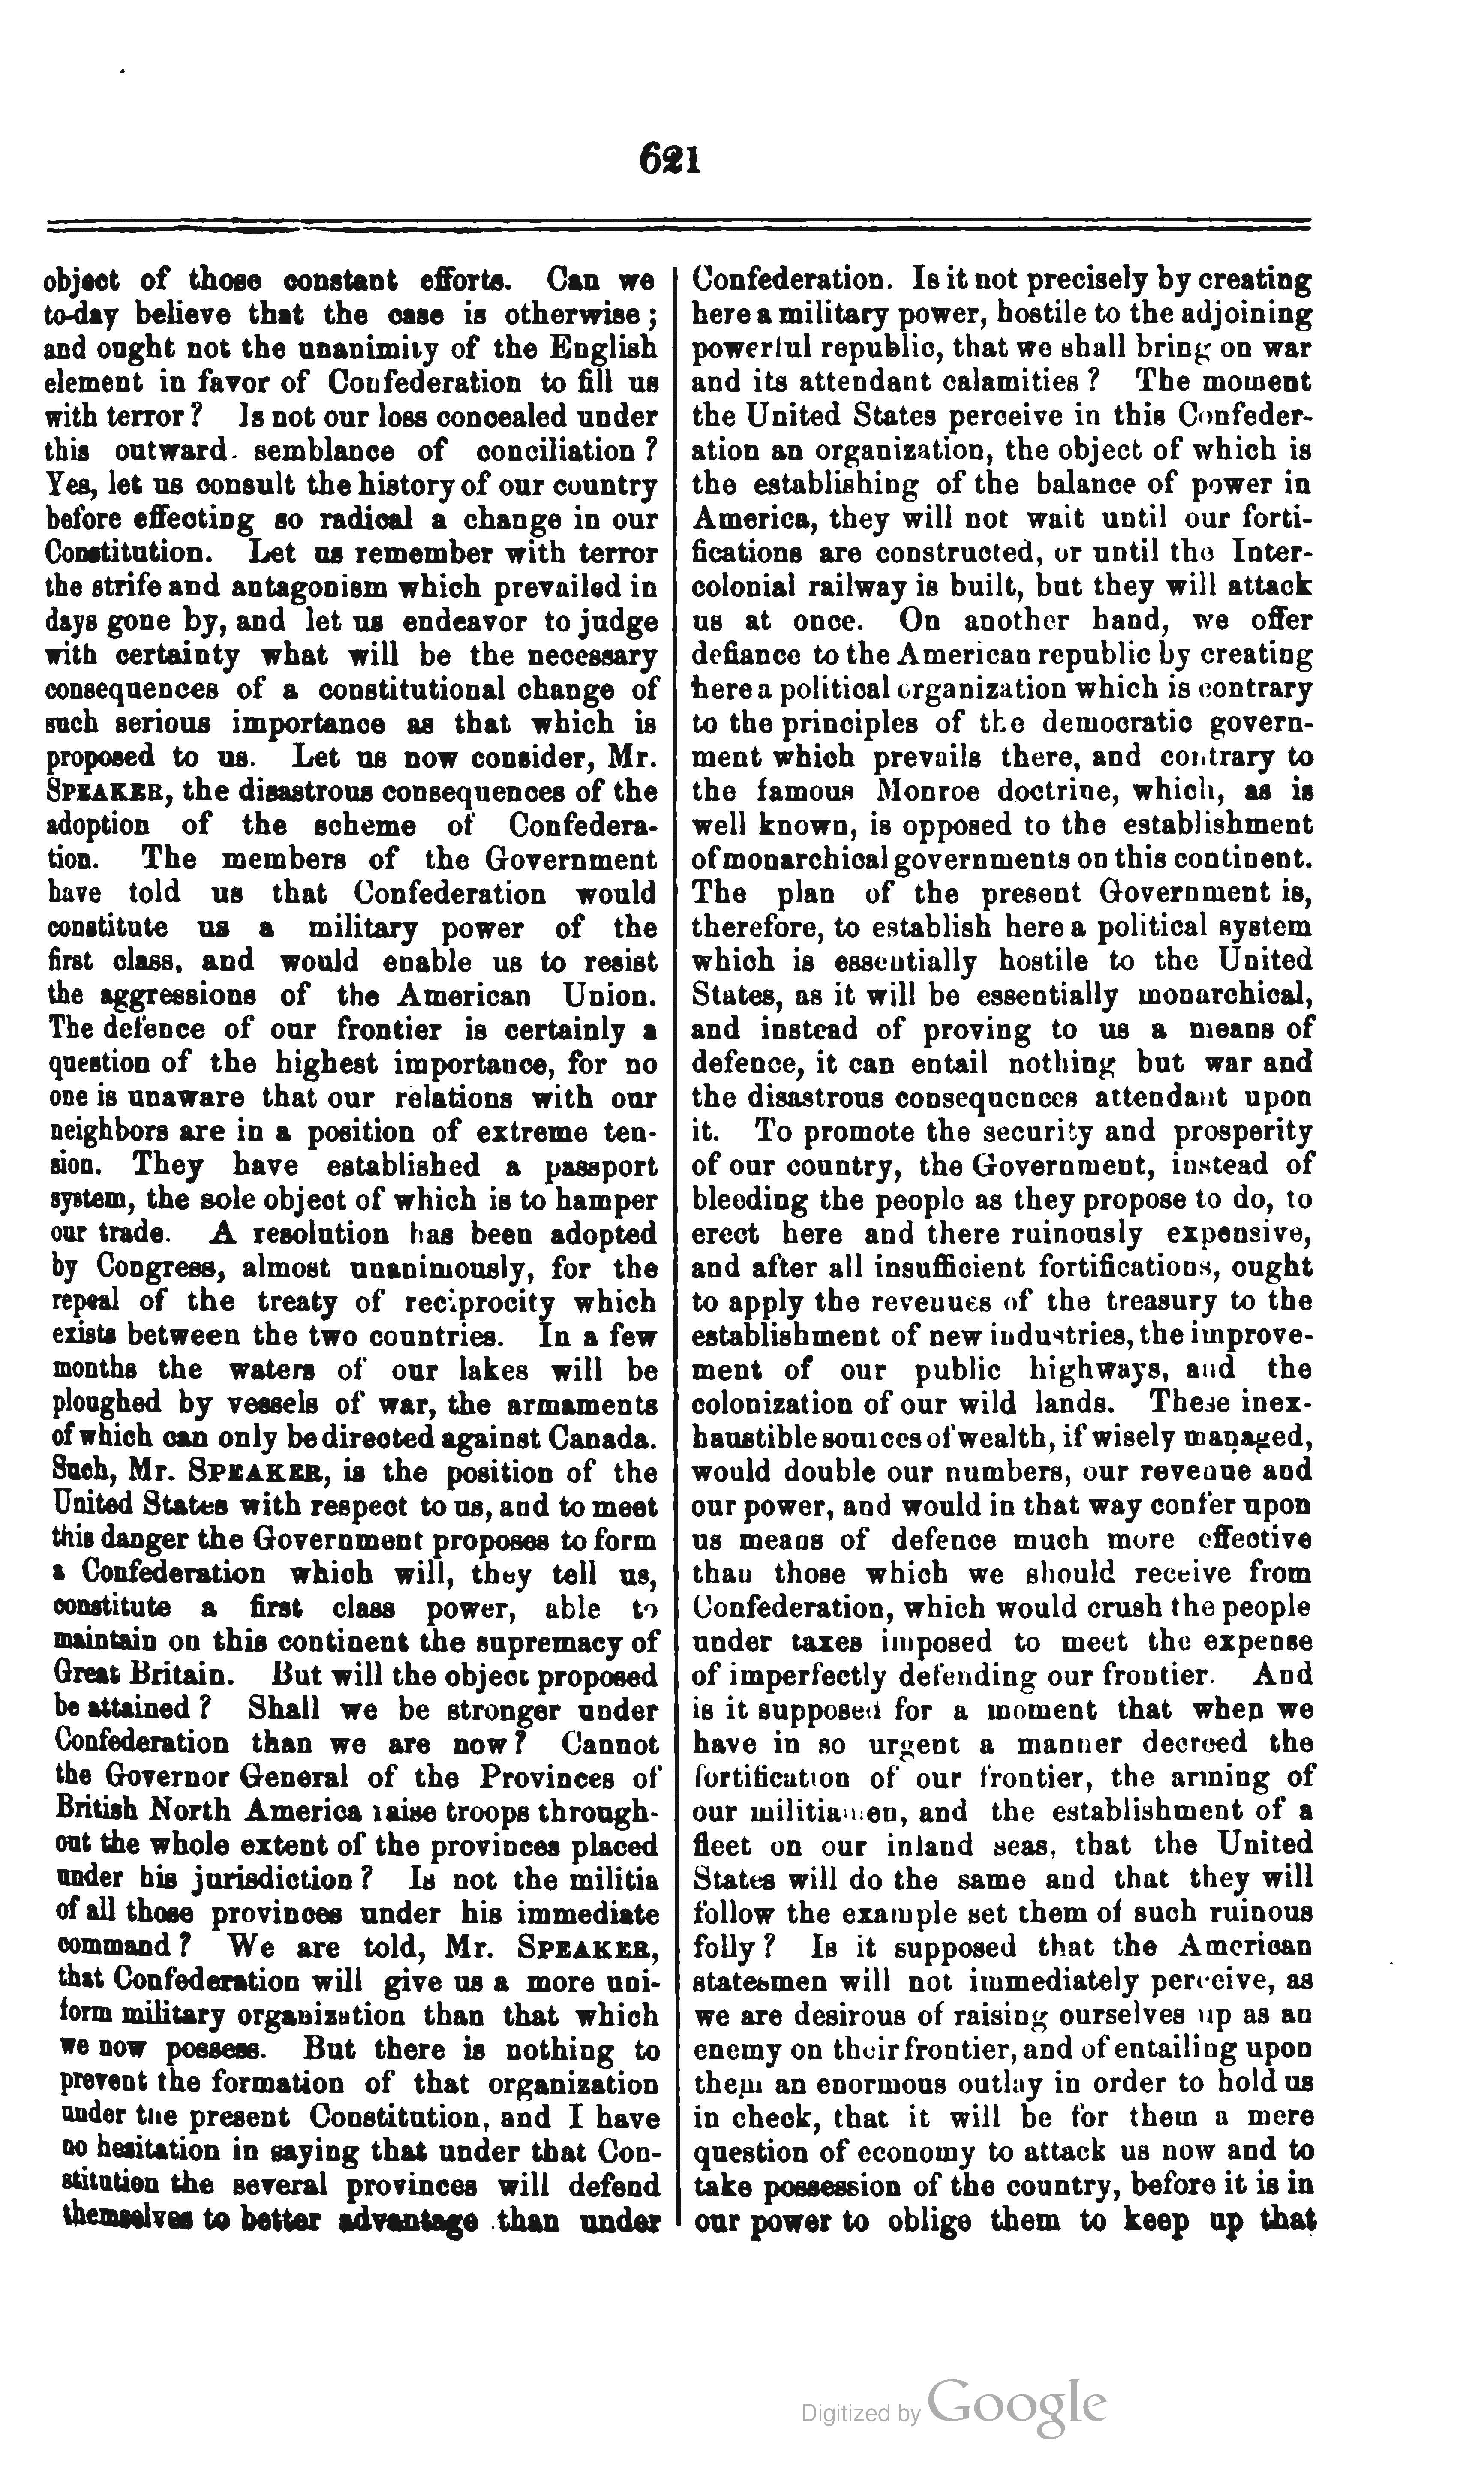 621
object of those constant efforts. Can we
to-day believe that the case is otherwise ;
and ought not the unanimity of the English
element in favor of Confederation to fill us
with terror ? Is not our loss concealed under
this outward semblance of conciliation ?
Yes, let us consult the history of our country
before effecting so radical a change in our
Constitution. Let us remember with terror
the strife and antagonism which prevailed in
days gone by, and let us endeavor to judge
with certainty what will be the necessary
consequences of a constitutional change of
such serious importance as that which is
proposed to us. Let us now consider, Mr.
SPEAKER, the disastrous consequences of the
adoption of the scheme of Confedera-
tion. The members of the Government
have told us that Confederation would
constitute us a military power of the
first class, and would enable us to resist
the aggressions of the American Union.
The defence of our frontier is certainly a
question of the highest importance, for no
one is unaware that our relations with our
neighbors are in a position of extreme ten-
sion. They have established a passport
system, the sole object of which is to hamper
our trade. A resolution has been adopted
by Congress, almost unanimously, for the
repeal of the treaty of reciprocity which
exists between the two countries. In a few
months the waters of our lakes will be
ploughed by vessels of war, the armaments
of which can only be directed against Canada.
Such, Mr. SPEAKER, is the position of the
United States with respect to us, and to meet
this danger the Government proposes to form
a Confederation which will, they tell us,
constitute a first class power, able to
maintain on this continent the supremacy of
Great Britain. But will the object proposed
be attained ? Shall we be stronger under
Confederation than we are now ? Cannot
the Governor General of the Provinces of
British North America raise troops through-
out the whole extent of the provinces placed
under his jurisdiction ? Is not the militia
of all those provinces under his immediate
command ? We are told, Mr. SPEAKER,
that Confederation will give us a more uni-
form military organization than that which
we now possess. But there is nothing to
prevent the formation of that organization
under the present Constitution, and I have
no hesitation in saying that under that Con-
stitution the several provinces will defend
themselves to better advantage than under
Confederation. Is it not precisely by creating
here a military power, hostile to the adjoining
powerful republic, that we shall bring on war
and its attendant calamities ? The moment
the United States perceive in this Confeder-
ation an organization, the object of which is
the establishing of the balance of power in
America, they will not wait until our forti-
fications are constructed, or until the Inter-
colonial railway is built, but they will attack
us at once. On another hand, we offer
defiance to the American republic by creating
here a political organization which is contrary
to the principles of the democratic govern-
ment which prevails there, and contrary to
the famous Monroe doctrine, which, as is
well known, is opposed to the establishment
of monarchical governments on this continent.
The plan of the present Government is,
therefore, to establish here a political system
which is essentially hostile to the United
States, as it will be essentially monarchical,
and instead of proving to us a means of
defence, it can entail nothing but war and
the disastrous consequences attendant upon
it. To promote the security and prosperity
of our country, the Government, instead of
bleeding the people as they propose to do, to
erect here and there ruinously expensive,
and after all insufficient fortifications, ought
to apply the revenues of the treasury to the
establishment of new industries, the improve-
ment of our public highways, and the
colonization of our wild lands. These inex-
haustible sources of wealth, if wisely managed,
would double our numbers, our revenue and
our power, and would in that way confer upon
us means of defence much more effective
than those which we should receive from
Confederation, which would crush the people
under taxes imposed to meet the expense
of imperfectly defending our frontier. And
is it supposed for a moment that when we
have in so urgent a manner decreed the
fortification of our frontier, the arming of
our militiamen, and the establishment of a
fleet on our inland seas, that the United
States will do the same and that they will
follow the example set them of such ruinous
folly ? Is it supposed that the American
statesmen will not immediately perceive, as
we are desirous of raising ourselves up as an
enemy on their frontier, and of entailing upon
them an enormous outlay in order to hold us
in check, that it will be for them a mere
question of economy to attack us now and to
take possession of the country, before it is in
our power to oblige them to keep up that
Digitized by Google